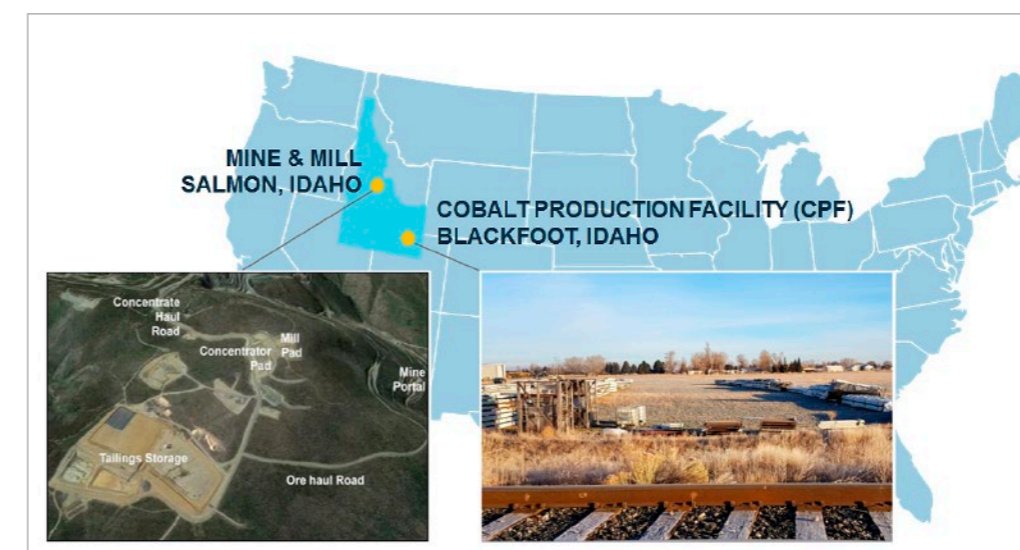 MINE & MILL
SALMON, IDAHO
COBALT PRODUCTION FACILITY (CPF)
BLACKFOOT, IDAHO
Concentrate
Haul
Road
Mill
Pad
Concentrator
Pad
Mine
Portal
Tailings Storage
Ore haul Road